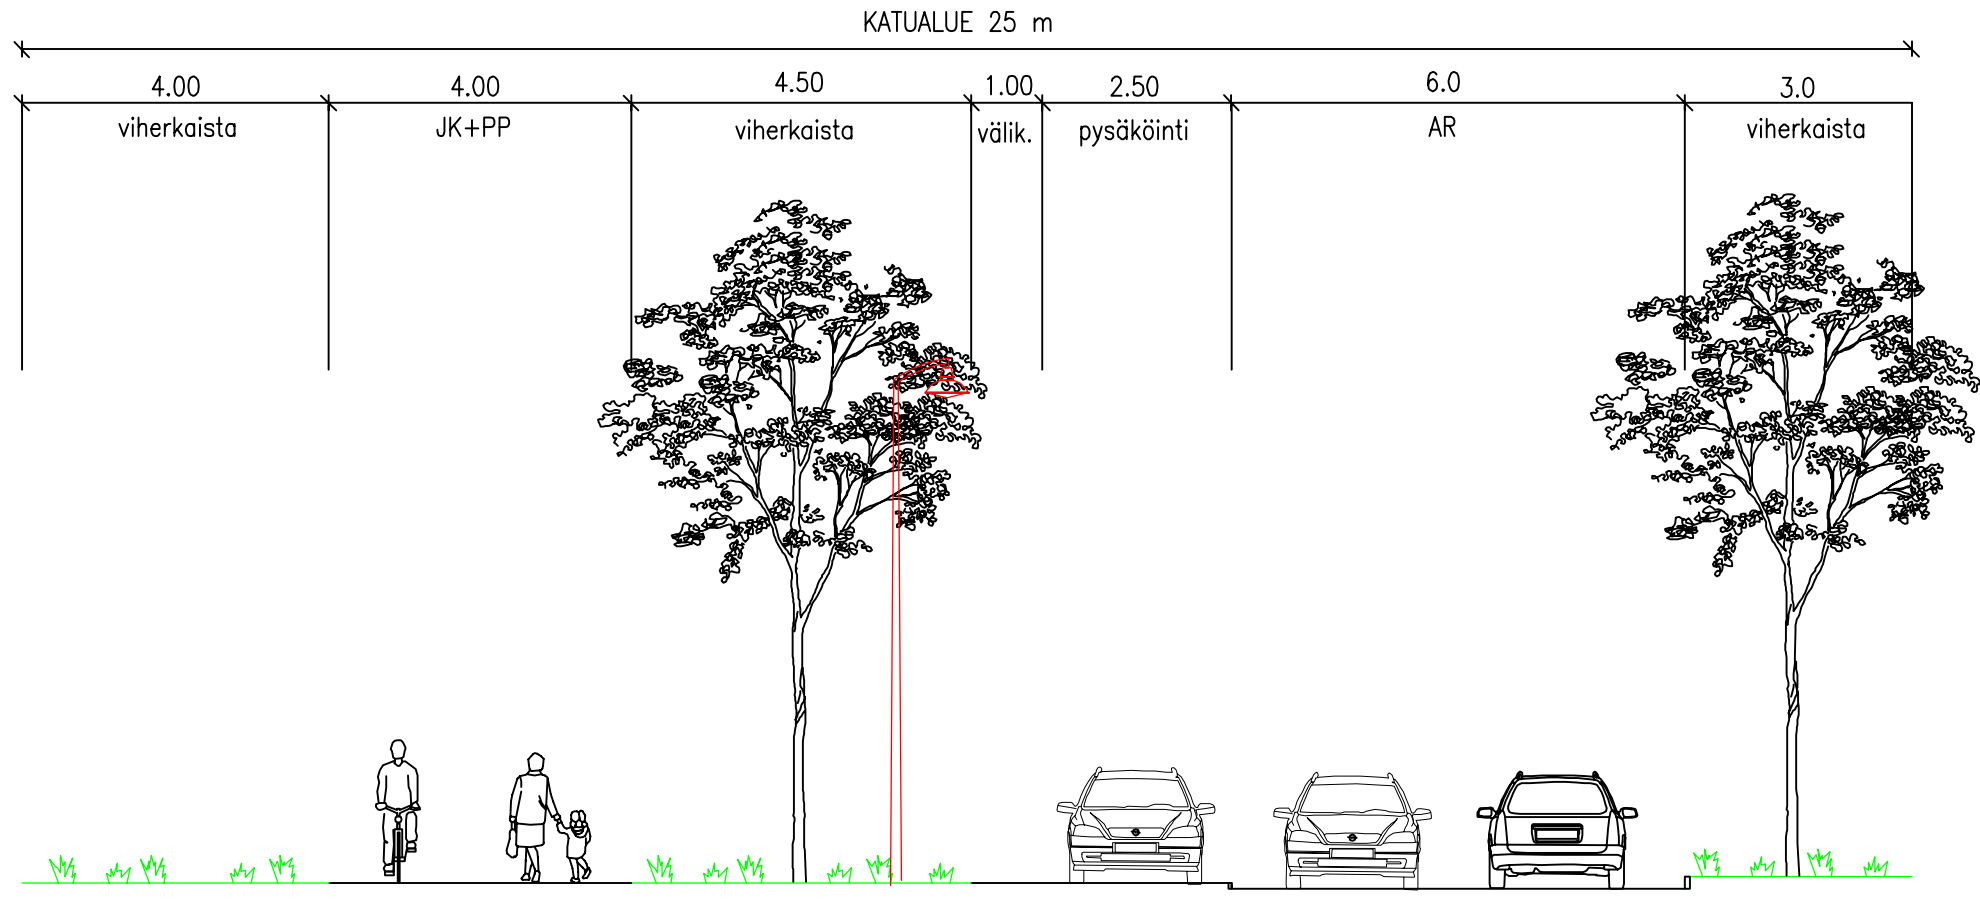 KATUALUE 25 m
4.00 4.00 4.50 1.00 2.50 6.0 3.0
viherkaista JK+PP viherkaista välik. pysäköinti AR viherkaista